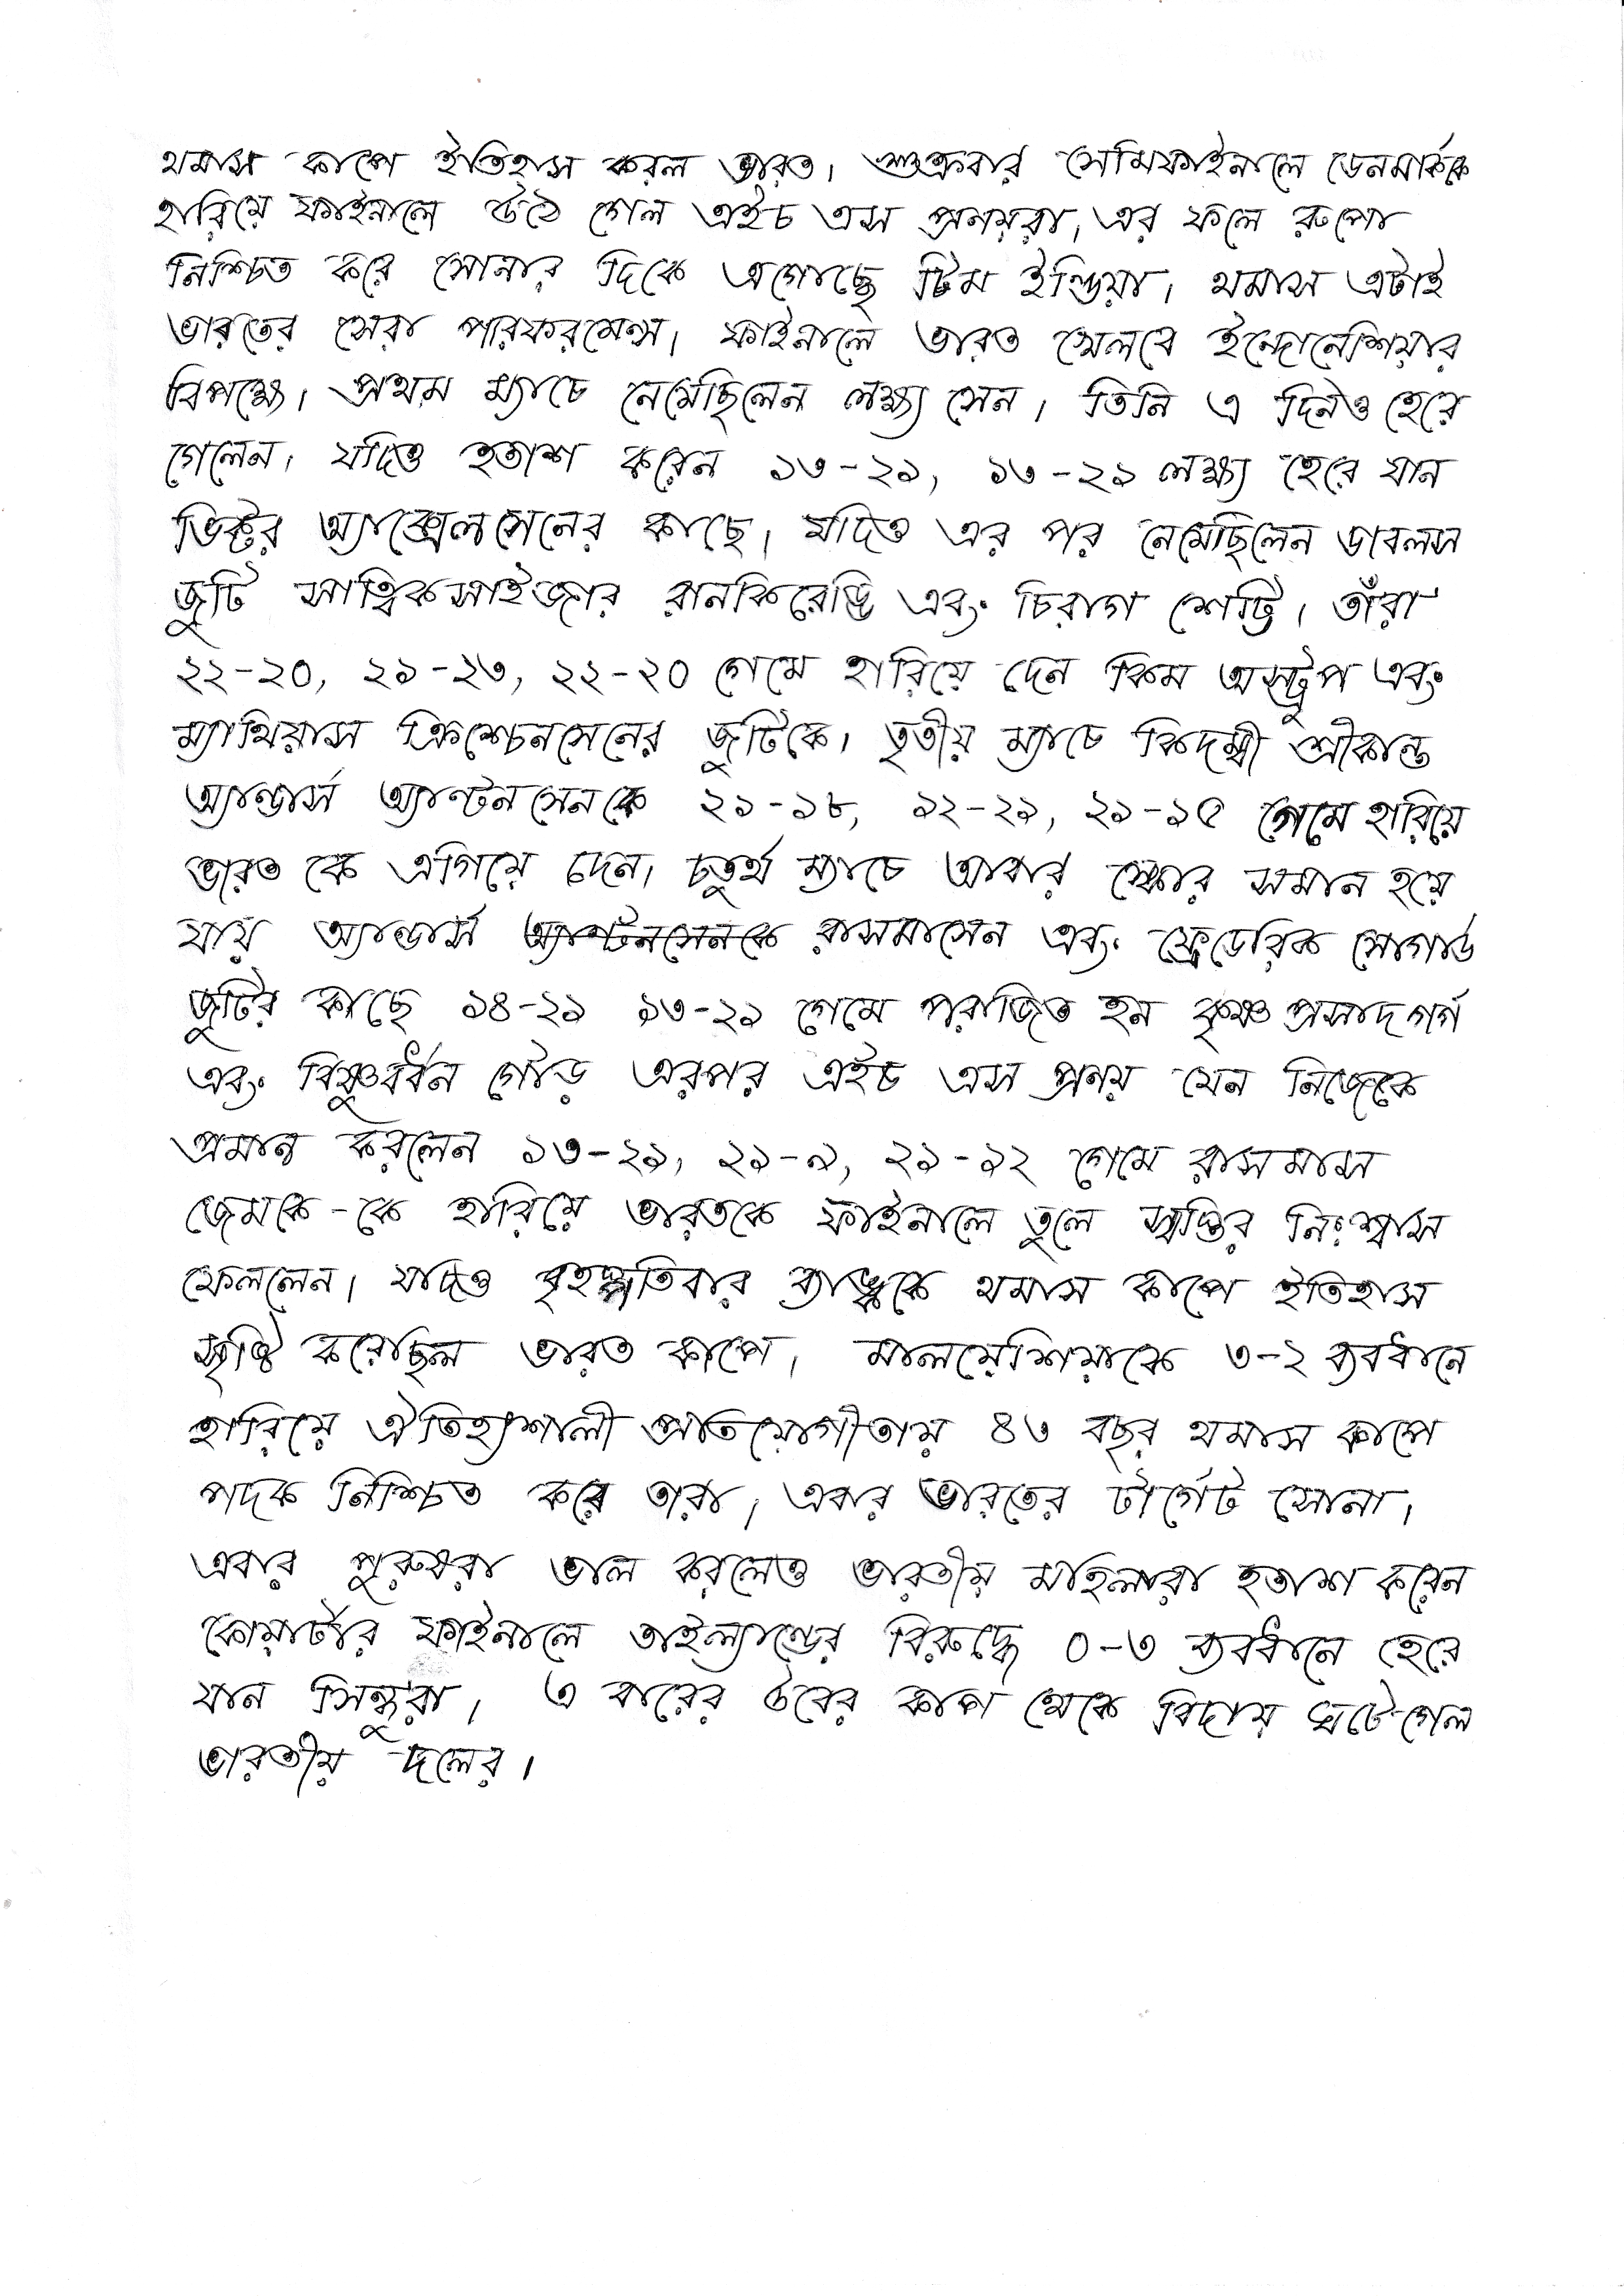 থমাস কাপে ইতিহাস করল ভারত। শুক্রবার সেমিফাইনালে ডেনমার্ককে
হারিয়ে ফাইনালে উঠে গেল এইচ এস প্রনয়রা। এর ফলে রুপো
নিশ্চিত করে সোনার দিকে এগোচ্ছে টিম ইন্ডিয়া। থমাস এটাই
ভারতের সেরা পারফরমেন্স। ফাইনালে ভারত খেলবে ইন্দোনেশিয়ার
বিপক্ষে। প্রথম ম্যাচে নেমেছিলেন লক্ষ্য সেন। তিনি এ দিনও হেরে
গেলেন। যদিও হতাশ করেন ১৩-২১, ১৩-২১ লক্ষ্য হেরে যান
ভিক্টর অ্যাক্সেলসেনের কাছে। যদিও এর পর নেমেছিলেন ডাবলস
জুটি সাত্ত্বিকসাইজার রানকিরেড্ডি এবং চিরাগ শেট্টি। তাঁরা
২২-২০, ২১-২৩, ২২-২০ গেমে হারিয়ে দেন কিম অস্ট্রুপ এবং
ম্যাথিয়াস ক্রিশ্চেনসেনের জুটিকে। তৃতীয় ম্যাচে কিদম্বী শ্রীকান্ত
অ্যান্ডার্স অ্যান্টনসেনকে ২১-১৮, ১২-২১, ২১-১৫ গেমে হারিয়ে
ভারত কে এগিয়ে দেন। চতুর্থ ম্যাচে আবার স্কোর সমান হয়ে
যায় অ্যান্ডার্স রাসমাসেন এবং ফ্রেডেরিক সোগার্ড
জুটির কাছে ১৪-২১ ১৩-২১ গেমে পরাজিত হন কৃষ্ণ প্রসাদ গর্গ
এবং বিষ্ণুবর্ধন গৌড় এরপর এইচ এস প্রনয় যেন নিজেকে
প্রমান করলেন ১৩-২১, ২১-৯, ২১-১২ গেমে রাসমাস
জেমকে-কে হারিয়ে ভারতকে ফাইনালে তুলে স্বস্তির নিঃশ্বাস
ফেললেন। যদিও বৃহস্পতিবার ব্যাঙ্ককে থমাস কাপে ইতিহাস
সৃষ্টি করেছিল ভারত কাপে। মালয়েশিয়াকে ৩-২ ব্যবধানে
হারিয়ে ঐতিহ্যশালী প্রতিযোগীতায় ৪৩ বছর থমাস কাপে
পদক নিশ্চিত করে তারা। এবার ভারতের টার্গেট সোনা।
এবার পুরুষরা ভাল করলেও ভারতীয় মহিলারা হতাশ করেন
কোয়ার্টার ফাইনালে তাইল্যান্ডের বিরুদ্ধে ০-৩ ব্যবধানে হেরে
যান সিন্ধুরা। এ বারের উবের কাপ থেকে বিদায় ঘটে গেল
ভারতীয় দলের।